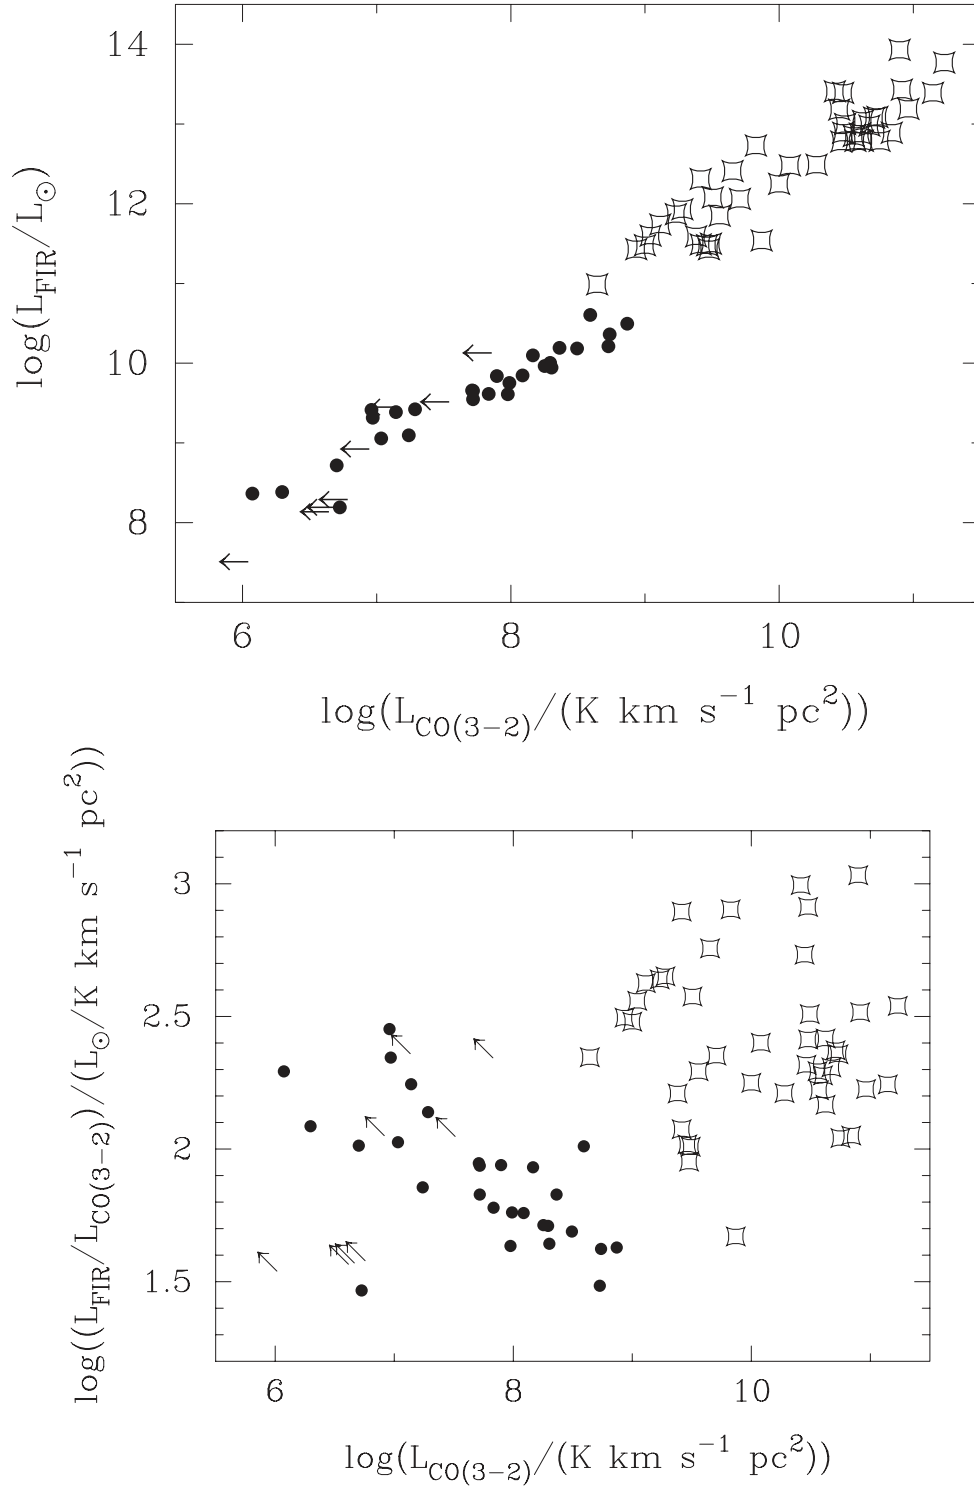 14
12
10
8
log(L_FIR/L_⊙)
6 8 10
log(L_CO(3−2)/(K km s^−1 pc^2))
3
2.5
2
1.5
log((L_FIR/L_CO(3−2))/(L_⊙/K km s^−1 pc^2))
6 8 10
log(L_CO(3−2)/(K km s^−1 pc^2))